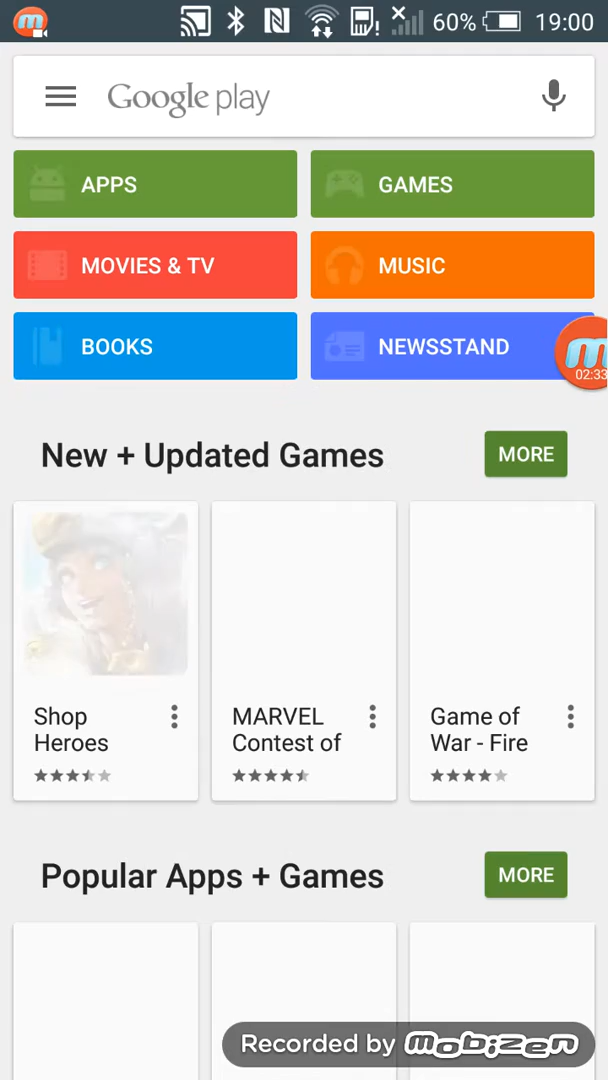 m 60% 19:00
Google play
APPS GAMES
MOVIES & TV MUSIC
BOOKS NEWSSTAND
m
02:33
New + Updated Games MORE
Shop Heroes
MARVEL Contest of
Game of War - Fire
Popular Apps + Games MORE
Recorded by mobizen